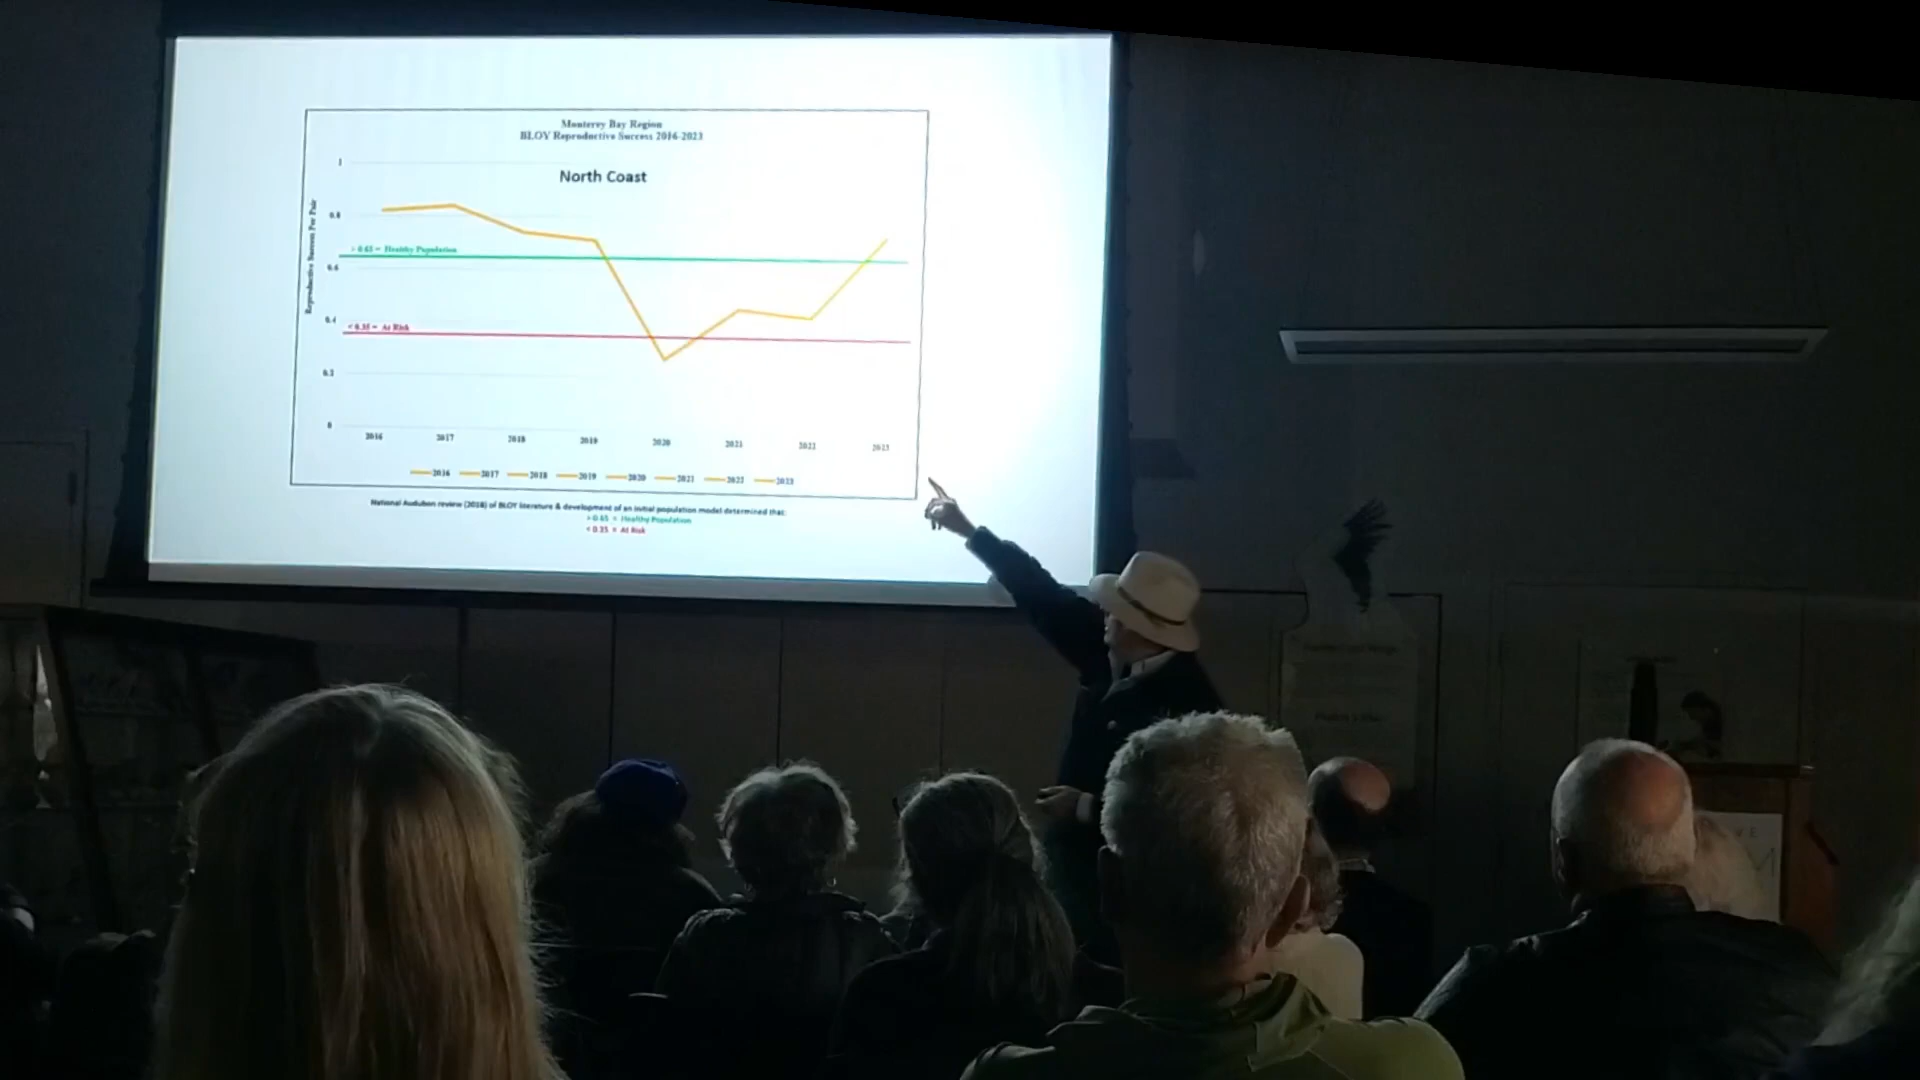 Monterey Bay Region
BLOY Reproductive Success 2016-2023
North Coast
Reproductive Success Per Pair
1
0.8
0.6
0.4
0.2
0
> 0.65 = Healthy Population
< 0.35 = At Risk
2016 2017 2018 2019 2020 2021 2022 2023
2016 2017 2018 2019 2020 2021 2022 2023
National Audubon review (2018) of BLOY literature & development of an initial population model determined that:
> 0.65 = Healthy Population
< 0.35 = At Risk